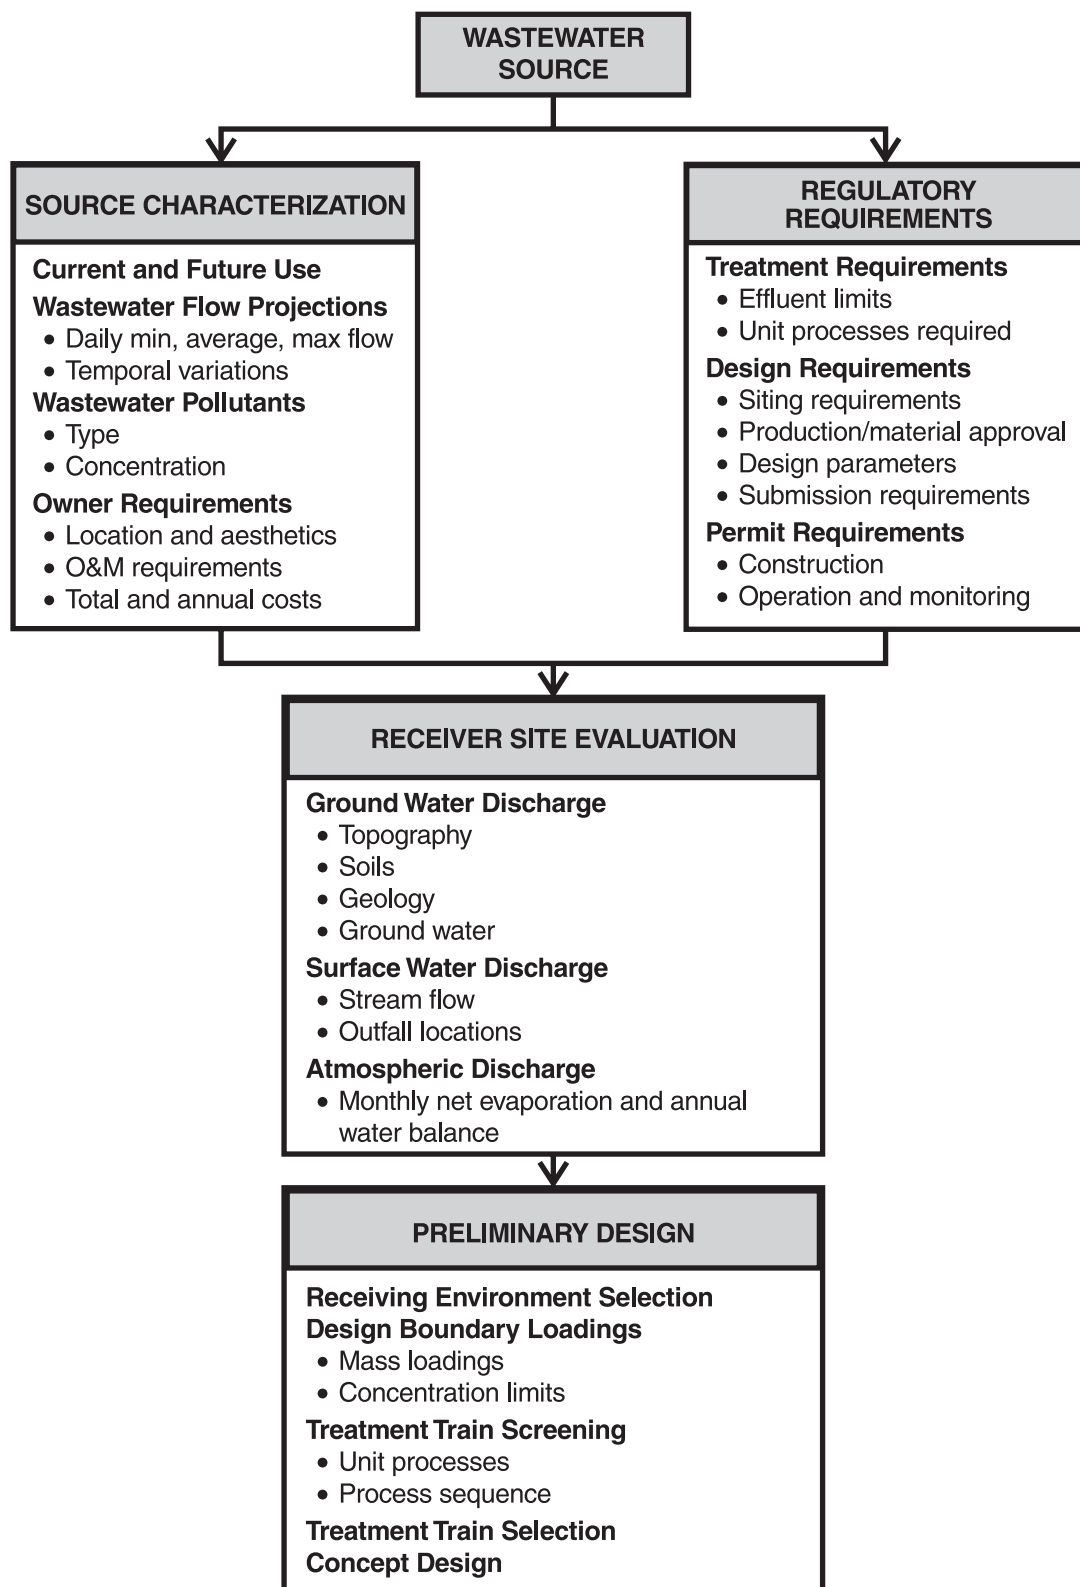 WASTEWATER
SOURCE
SOURCE CHARACTERIZATION
Current and Future Use
Wastewater Flow Projections
• Daily min, average, max flow
• Temporal variations
Wastewater Pollutants
• Type
• Concentration
Owner Requirements
• Location and aesthetics
• O&M requirements
• Total and annual costs
REGULATORY
REQUIREMENTS
Treatment Requirements
• Effluent limits
• Unit processes required
Design Requirements
• Siting requirements
• Production/material approval
• Design parameters
• Submission requirements
Permit Requirements
• Construction
• Operation and monitoring
RECEIVER SITE EVALUATION
Ground Water Discharge
• Topography
• Soils
• Geology
• Ground water
Surface Water Discharge
• Stream flow
• Outfall locations
Atmospheric Discharge
• Monthly net evaporation and annual
water balance
PRELIMINARY DESIGN
Receiving Environment Selection
Design Boundary Loadings
• Mass loadings
• Concentration limits
Treatment Train Screening
• Unit processes
• Process sequence
Treatment Train Selection
Concept Design